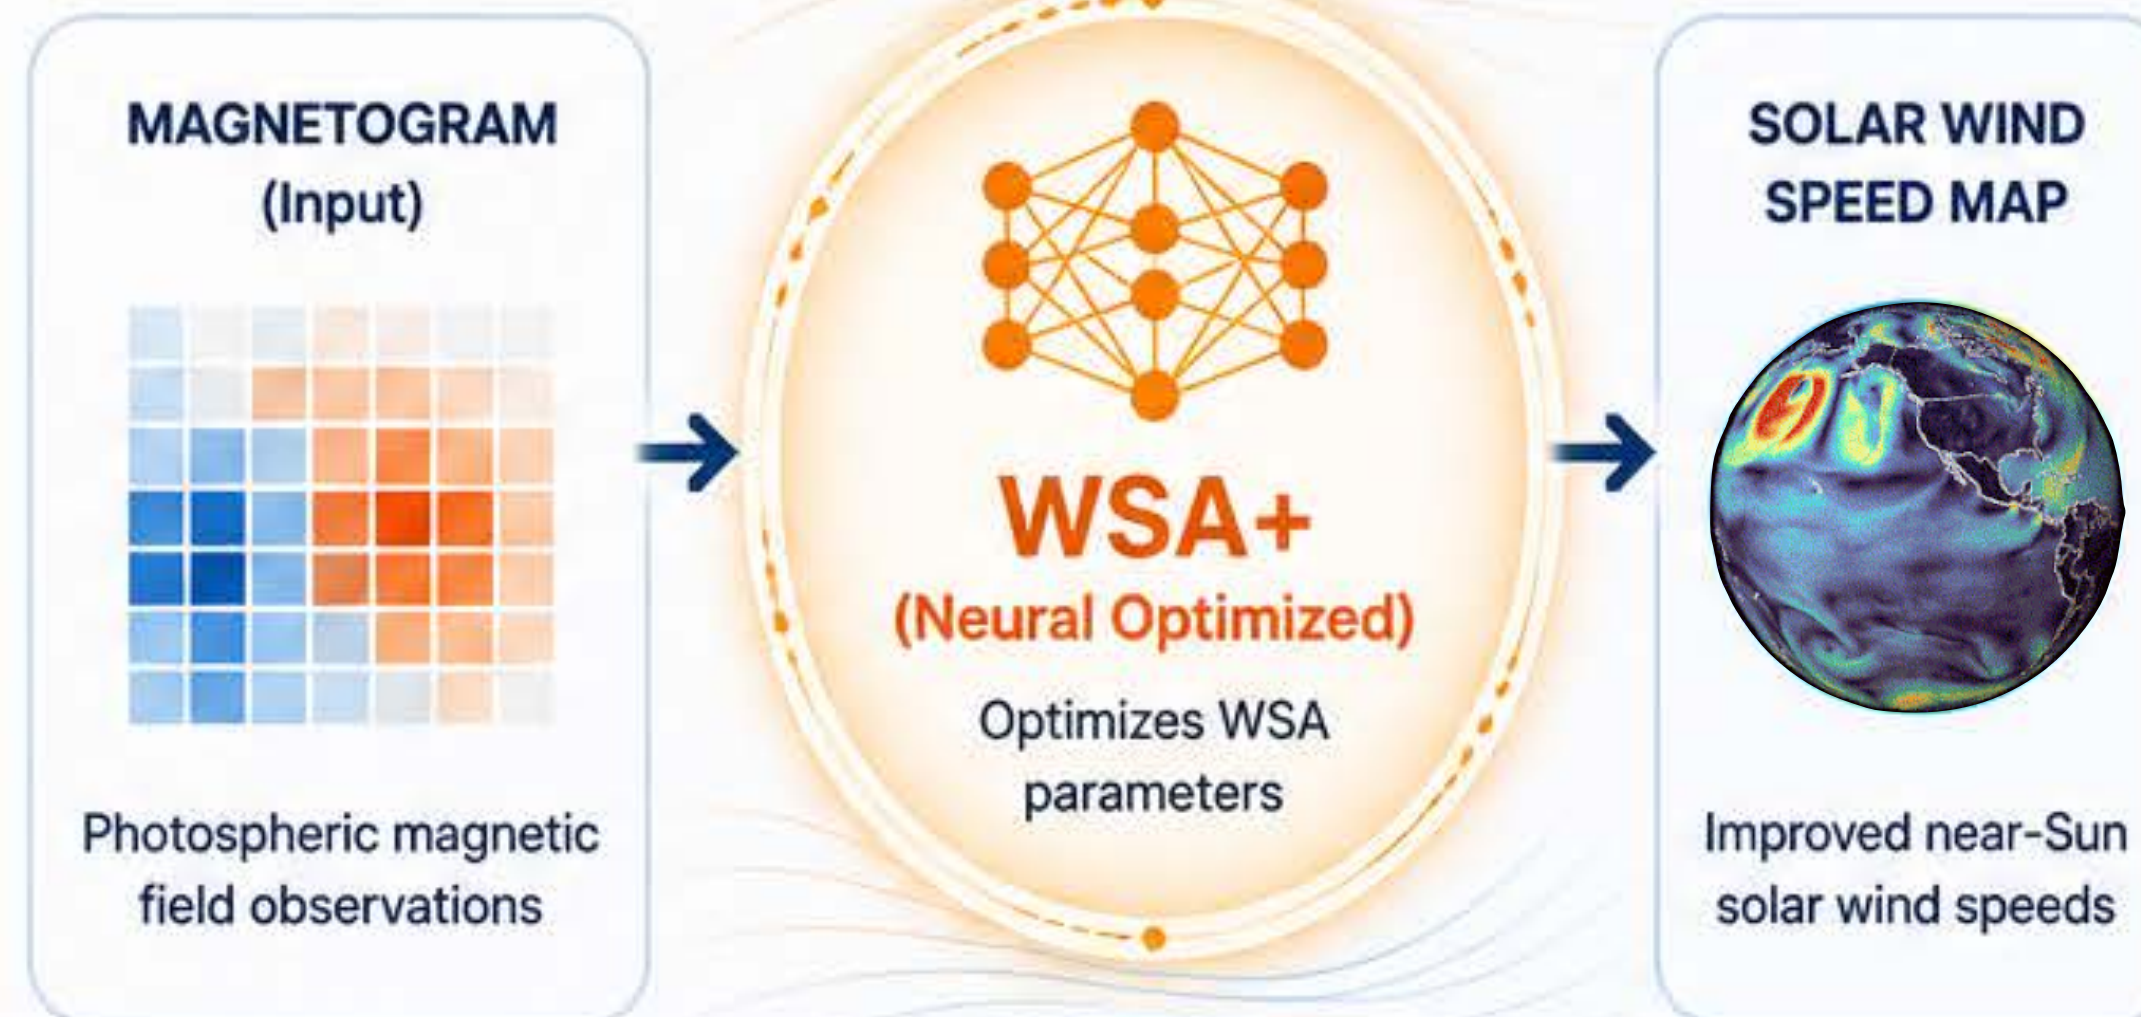 MAGNETOGRAM
(Input)
Photospheric magnetic
field observations
WSA+
(Neural Optimized)
Optimizes WSA
parameters
SOLAR WIND
SPEED MAP
Improved near-Sun
solar wind speeds